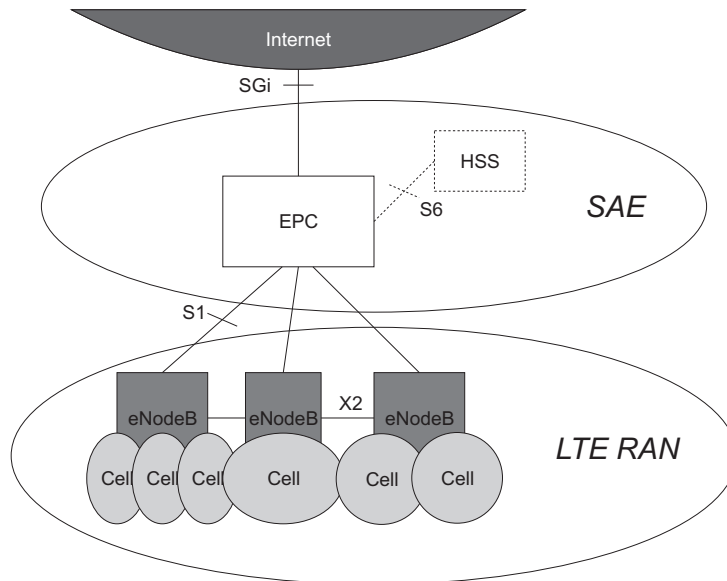 Internet
SGi
HSS
SAE
S6
EPC
S1
eNodeB
eNodeB
X2
eNodeB
LTE RAN
Cell
Cell
Cell
Cell
Cell
Cell